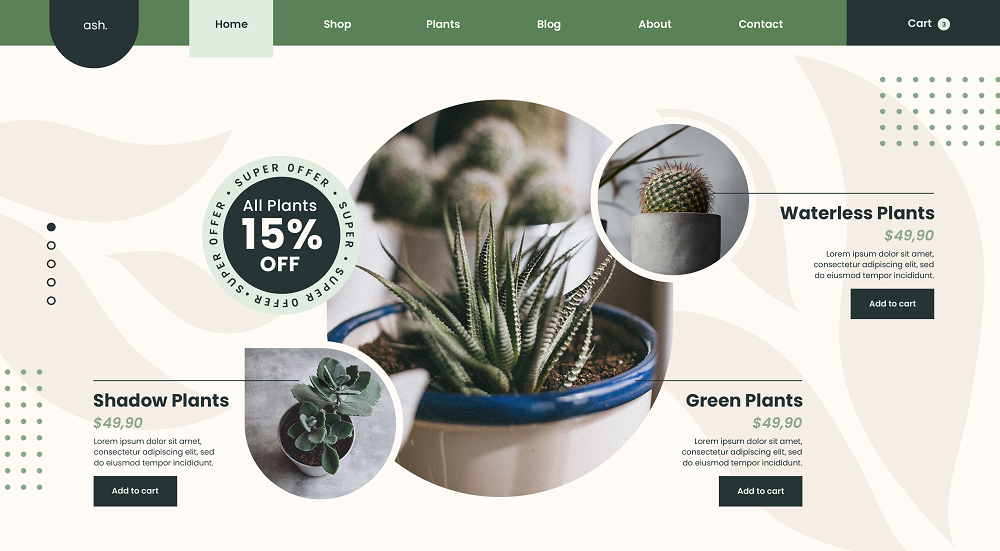 ash.
Home
Shop
Plants
Blog
About
Contact
Cart 3
SUPER OFFER • SUPER OFFER • SUPER OFFER • SUPER OFFER •
All Plants
15%
OFF
Waterless Plants
$49,90
Lorem ipsum dolor sit amet,
consectetur adipiscing elit, sed
do eiusmod tempor incididunt.
Add to cart
Shadow Plants
$49,90
Lorem ipsum dolor sit amet,
consectetur adipiscing elit, sed
do eiusmod tempor incididunt.
Add to cart
Green Plants
$49,90
Lorem ipsum dolor sit amet,
consectetur adipiscing elit, sed
do eiusmod tempor incididunt.
Add to cart